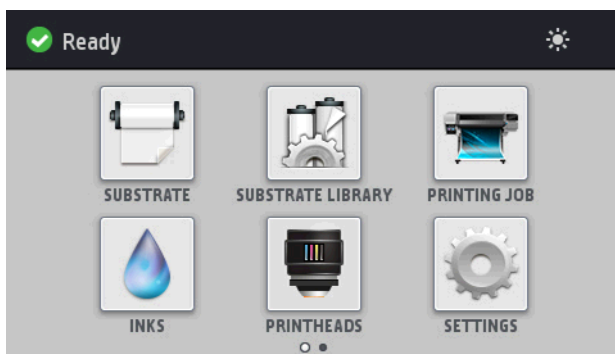 Ready
SUBSTRATE
SUBSTRATE LIBRARY
PRINTING JOB
INKS
PRINTHEADS
SETTINGS